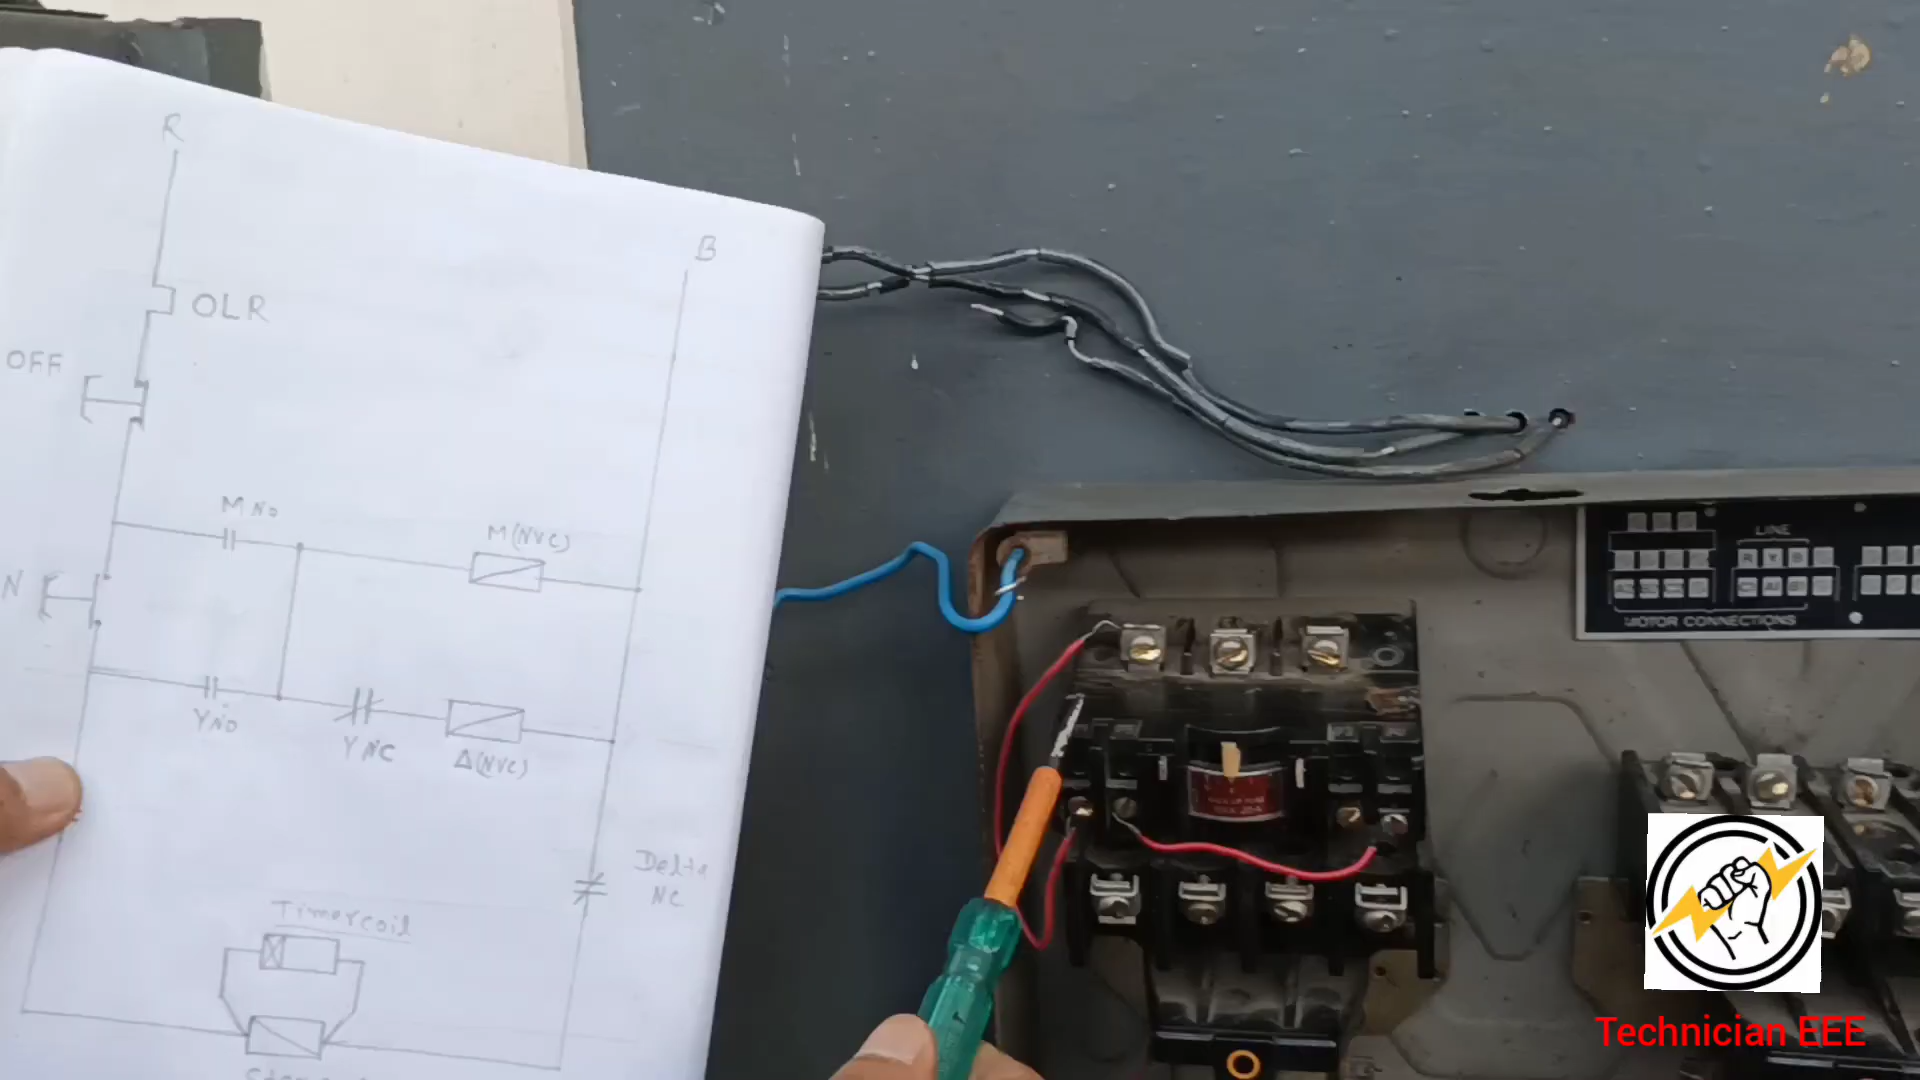 R
B
OLR
OFF
M NO
M(NVC)
N
Y NO
Y NC
Δ(NVC)
Delta
NC
Timer coil
LINE
R Y B
MOTOR CONNECTIONS
Technician EEE